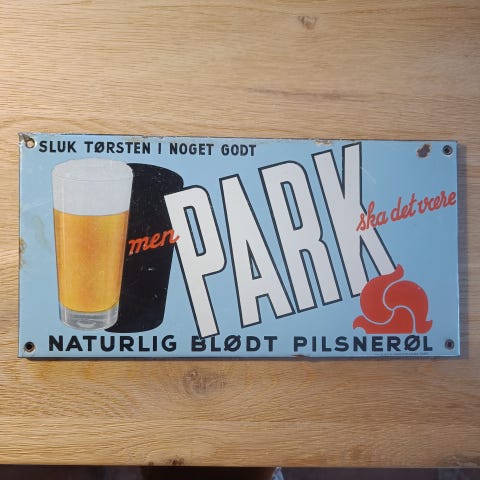 SLUK TØRSTEN I NOGET GODT
men PARK ska det være
NATURLIG BLØDT PILSNERØL